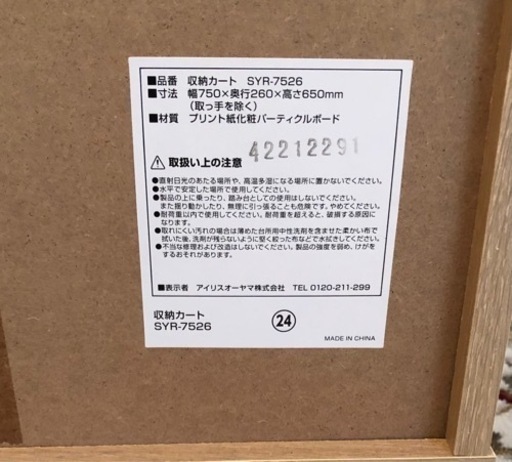 ■品番 収納カート SYR-7526
■寸法 幅750×奥行260×高さ650mm
（取っ手を除く）
■材質 プリント紙化粧パーティクルボード
取扱い上の注意
42212291
●直射日光のあたる場所や、高温多湿になる場所に置かないでください。
●水平で安定した場所で使用してください。
●製品の上に乗ったり、踏み台としての使用はしないでください。
また揺り動かしたり、無理に引っ張ることも危険です。やめてください。
●耐荷重以内で使用してください。耐荷重を超えると、破損する原因
になります。
●取れにくい汚れの場合は薄めた台所用中性洗剤を含ませた柔かい布で
拭いた後、洗剤が残らないように堅く絞った布などで水拭きしてください。
●不当な修理および改造はしないでください。製品の強度を弱め、けがを
するおそれがあります。
■表示者 アイリスオーヤマ株式会社 TEL 0120-211-299
収納カート
SYR-7526
24
MADE IN CHINA